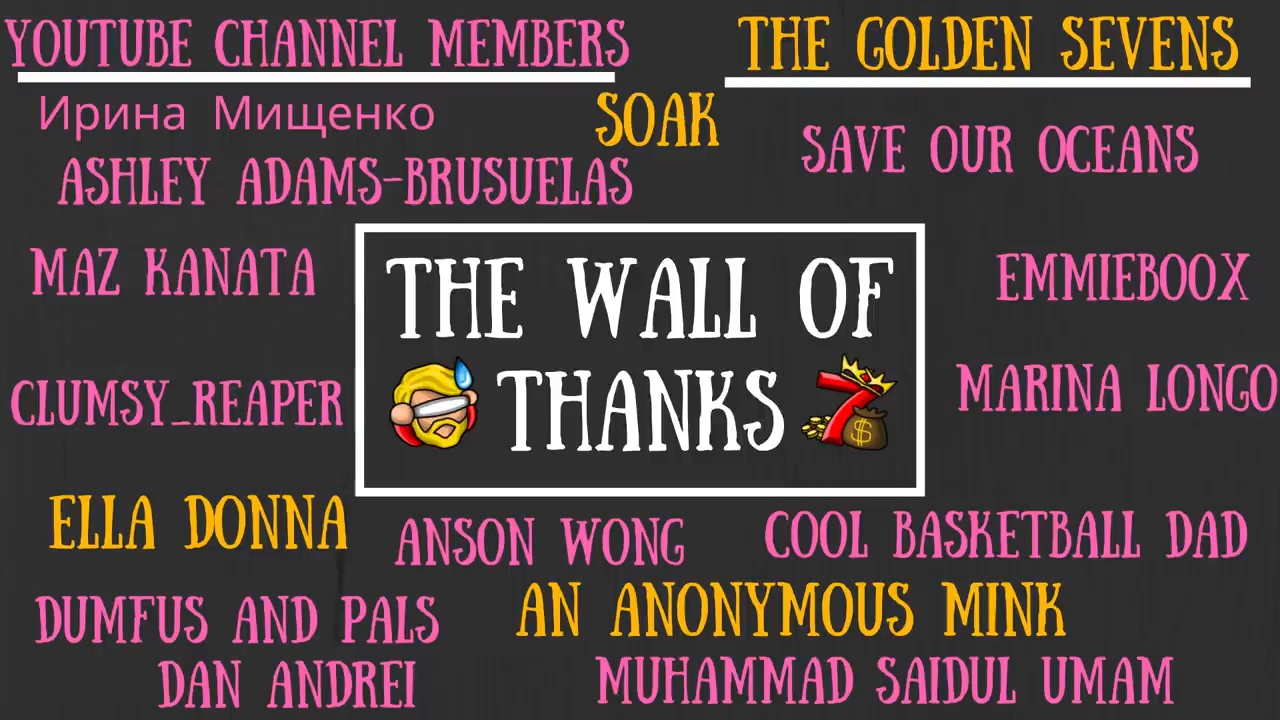 YOUTUBE CHANNEL MEMBERS
THE GOLDEN SEVENS
Ирина Мищенко
SOAK
SAVE OUR OCEANS
ASHLEY ADAMS-BRUSUELAS
MAZ KANATA
EMMIEBOOX
THE WALL OF
THANKS
CLUMSY_REAPER
MARINA LONGO
ELLA DONNA
ANSON WONG
COOL BASKETBALL DAD
DUMFUS AND PALS
AN ANONYMOUS MINK
DAN ANDREI
MUHAMMAD SAIDUL UMAM